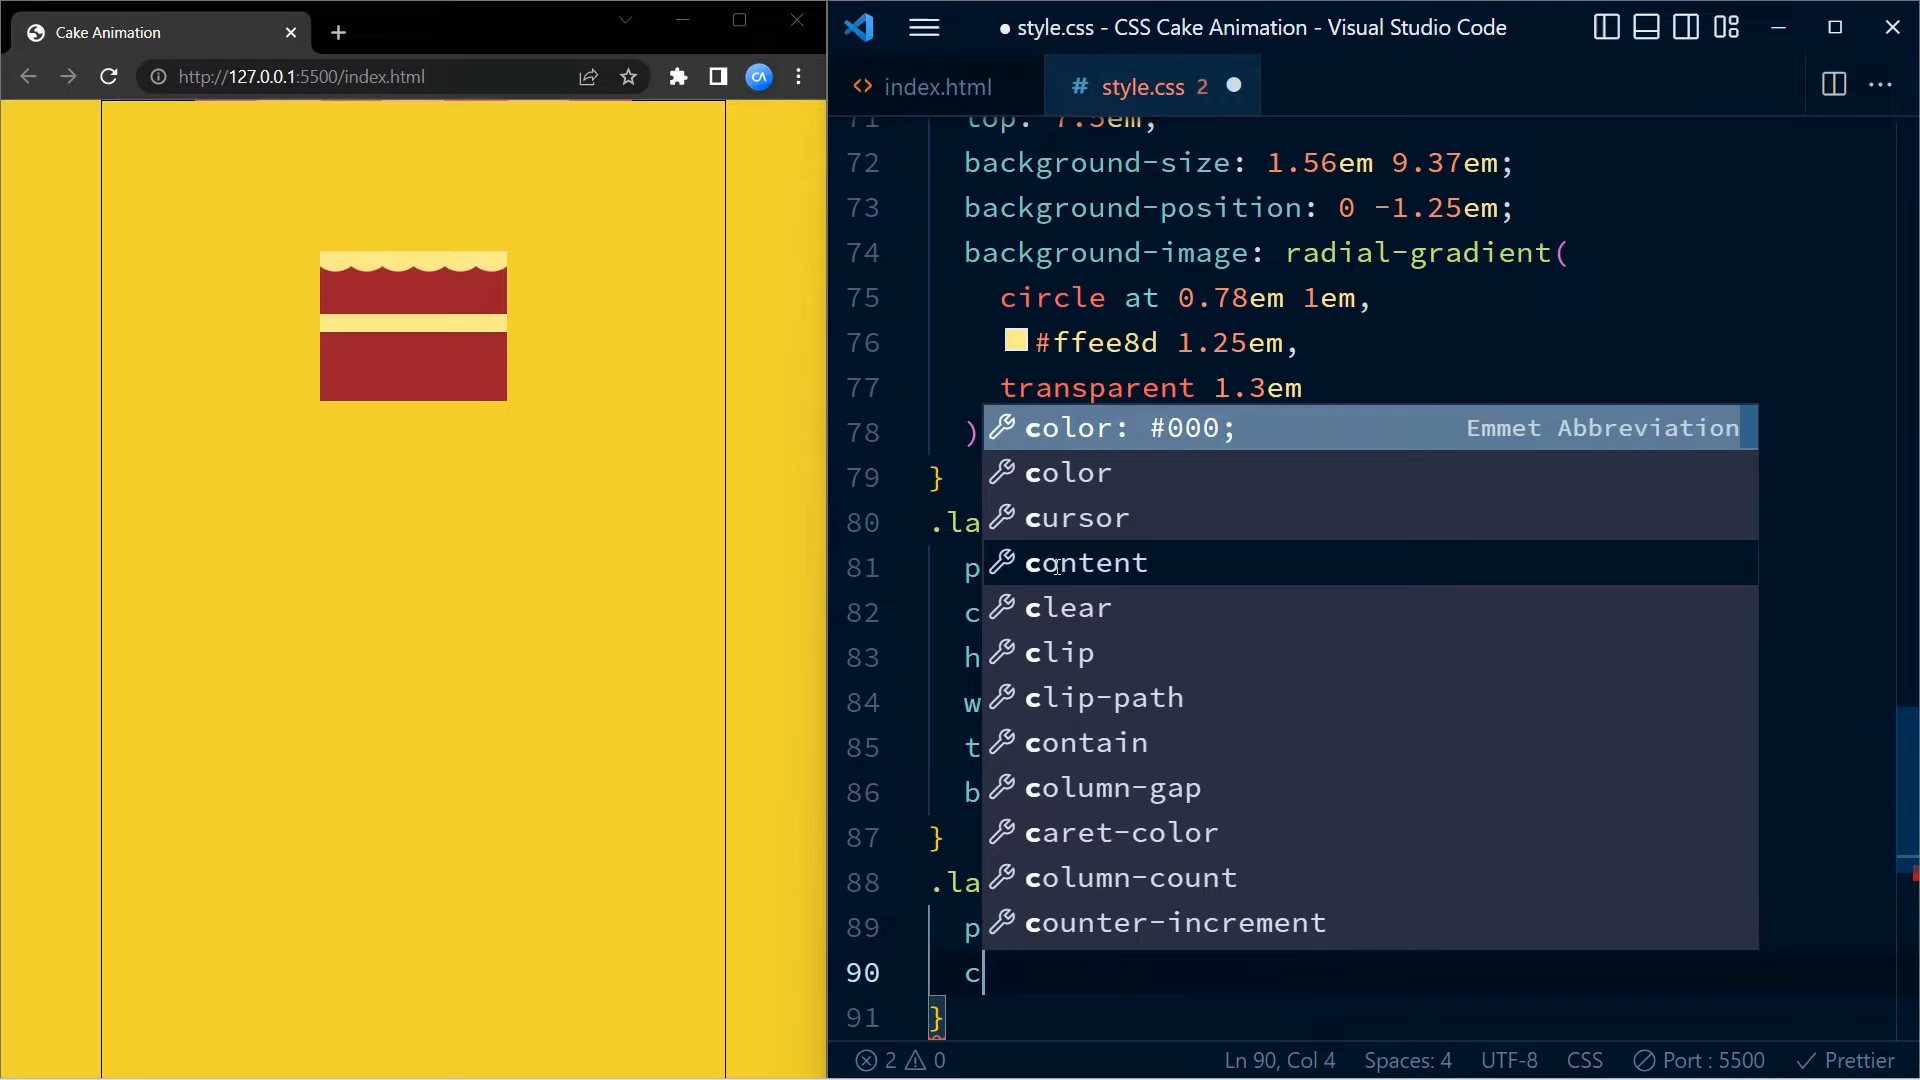 Cake Animation
http://127.0.0.1:5500/index.html
CA
style.css - CSS Cake Animation - Visual Studio Code
index.html
# style.css 2
71 top: 7.5em;
72 background-size: 1.56em 9.37em;
73 background-position: 0 -1.25em;
74 background-image: radial-gradient(
75 circle at 0.78em 1em,
76 #ffee8d 1.25em,
77 transparent 1.3em
78 )
79 }
80 .la
81 p
82 c
83 h
84 w
85 t
86 b
87 }
88 .la
89 p
90 c
91 }
color: #000; Emmet Abbreviation
color
cursor
content
clear
clip
clip-path
contain
column-gap
caret-color
column-count
counter-increment
2 0 Ln 90, Col 4 Spaces: 4 UTF-8 CSS Port : 5500 Prettier